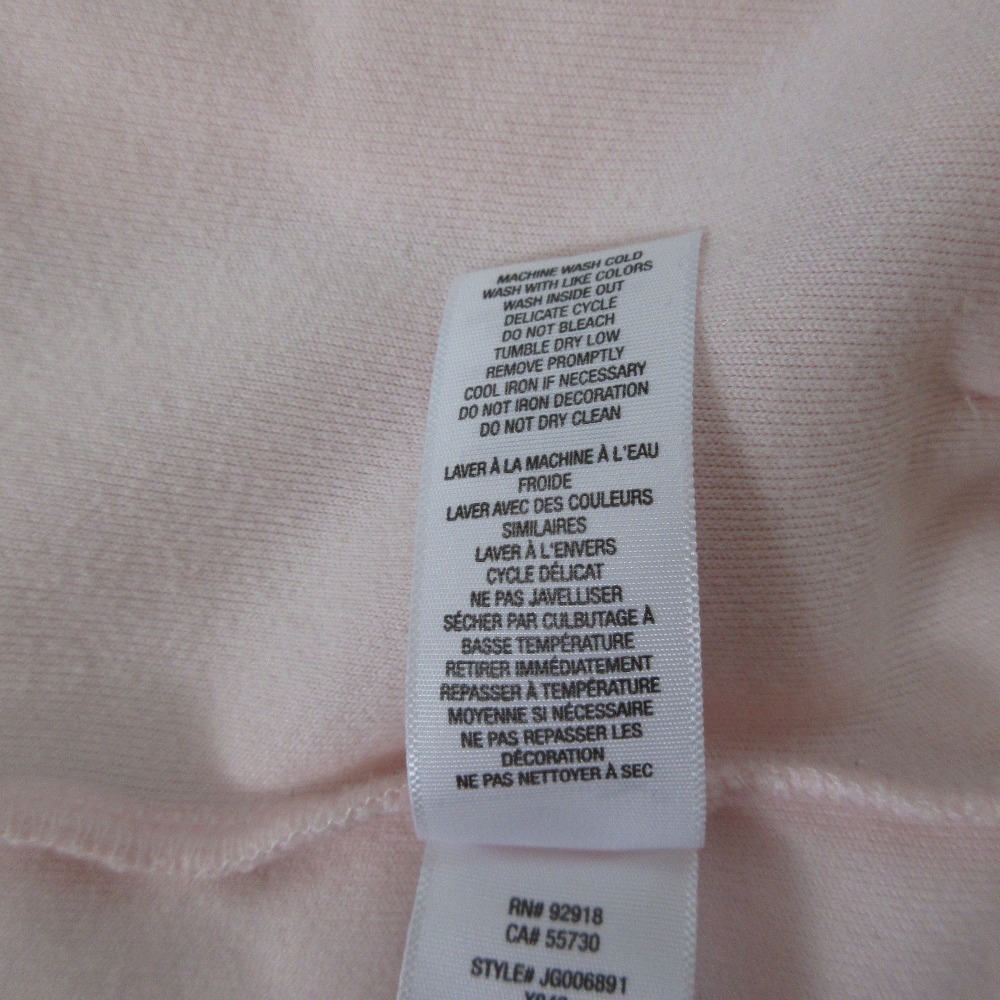 MACHINE WASH COLD
WASH WITH LIKE COLORS
WASH INSIDE OUT
DELICATE CYCLE
DO NOT BLEACH
TUMBLE DRY LOW
REMOVE PROMPTLY
COOL IRON IF NECESSARY
DO NOT IRON DECORATION
DO NOT DRY CLEAN
LAVER À LA MACHINE À L'EAU
FROIDE
LAVER AVEC DES COULEURS
SIMILAIRES
LAVER À L'ENVERS
CYCLE DÉLICAT
NE PAS JAVELLISER
SÉCHER PAR CULBUTAGE À
BASSE TEMPÉRATURE
RETIRER IMMÉDIATEMENT
REPASSER À TEMPÉRATURE
MOYENNE SI NÉCESSAIRE
NE PAS REPASSER LES
DÉCORATION
NE PAS NETTOYER À SEC
RN# 92918
CA# 55730
STYLE# JG006891